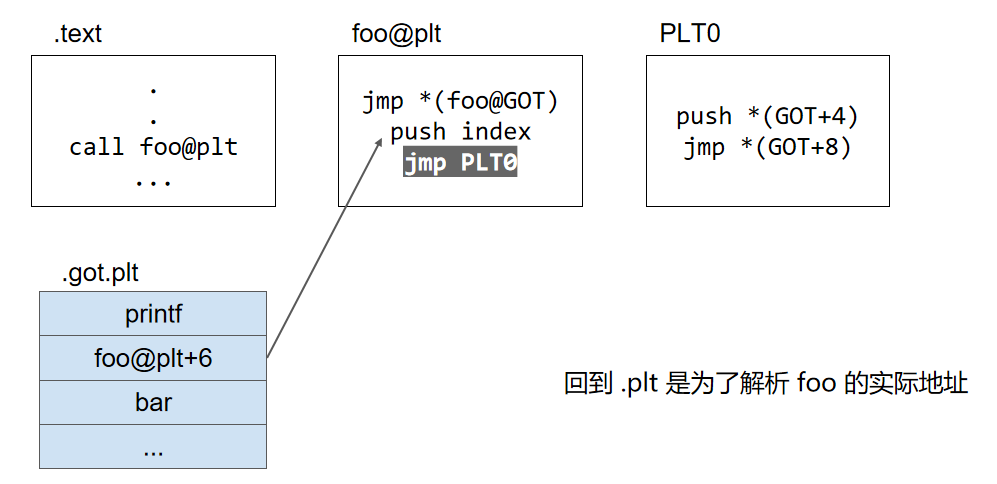 .text
.
.
call foo@plt
...
foo@plt
jmp *(foo@GOT)
push index
jmp PLT0
PLT0
push *(GOT+4)
jmp *(GOT+8)
.got.plt
printf
foo@plt+6
bar
...
回到 .plt 是为了解析 foo 的实际地址